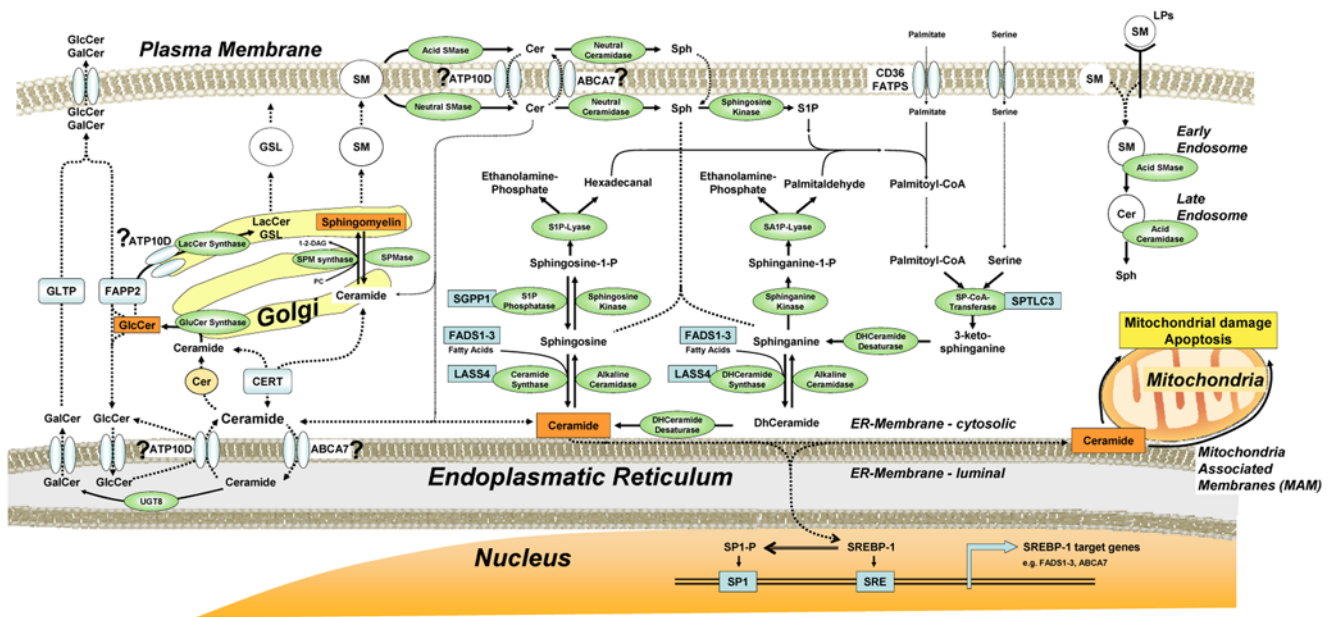 GlcCer
GalCer
Plasma Membrane
GlcCer
GalCer
SM
Acid SMase
Cer
Neutral
Ceramidase
Sph
?ATP10D
ABCA7?
Neutral SMase
Cer
Neutral
Ceramidase
Sph
Sphingosine
Kinase
S1P
Palmitate
Serine
CD36
FATPS
Palmitate
Serine
LPs
SM
SM
Early
Endosome
SM
Acid SMase
Late
Endosome
Cer
Acid
Ceramidase
Sph
GSL
SM
Ethanolamine-
Phosphate
Hexadecanal
Ethanolamine-
Phosphate
Palmitaldehyde
Palmitoyl-CoA
S1P-Lyase
SA1P-Lyase
LacCer
GSL
Sphingomyelin
?
ATP10D
LacCer Synthase
1-2-DAG
SPM synthase
SPMase
PC
Ceramide
Sphingosine-1-P
Sphinganine-1-P
Palmitoyl-CoA
Serine
GLTP
FAPP2
SGPP1
S1P
Phosphatase
Sphingosine
Kinase
Sphinganine
Kinase
SP-CoA-
Transferase
SPTLC3
GlcCer
GluCer Synthase
Golgi
Ceramide
FADS1-3
Fatty Acids
Sphingosine
FADS1-3
Fatty Acids
Sphinganine
DHCeramide
Desaturase
3-keto-
sphinganine
Mitochondrial damage
Apoptosis
Mitochondria
Cer
CERT
LASS4
Ceramide
Synthase
Alkaline
Ceramidase
LASS4
DHCeramide
Synthase
Alkaline
Ceramidase
GalCer
GlcCer
Ceramide
Ceramide
DHCeramide
Desaturase
DhCeramide
ER-Membrane - cytosolic
Ceramide
?ATP10D
ABCA7?
GalCer
GlcCer
Ceramide
UGT8
Endoplasmatic Reticulum
ER-Membrane - luminal
Mitochondria
Associated
Membranes (MAM)
Nucleus
SP1-P
SREBP-1
SREBP-1 target genes
e.g. FADS1-3, ABCA7
SP1
SRE